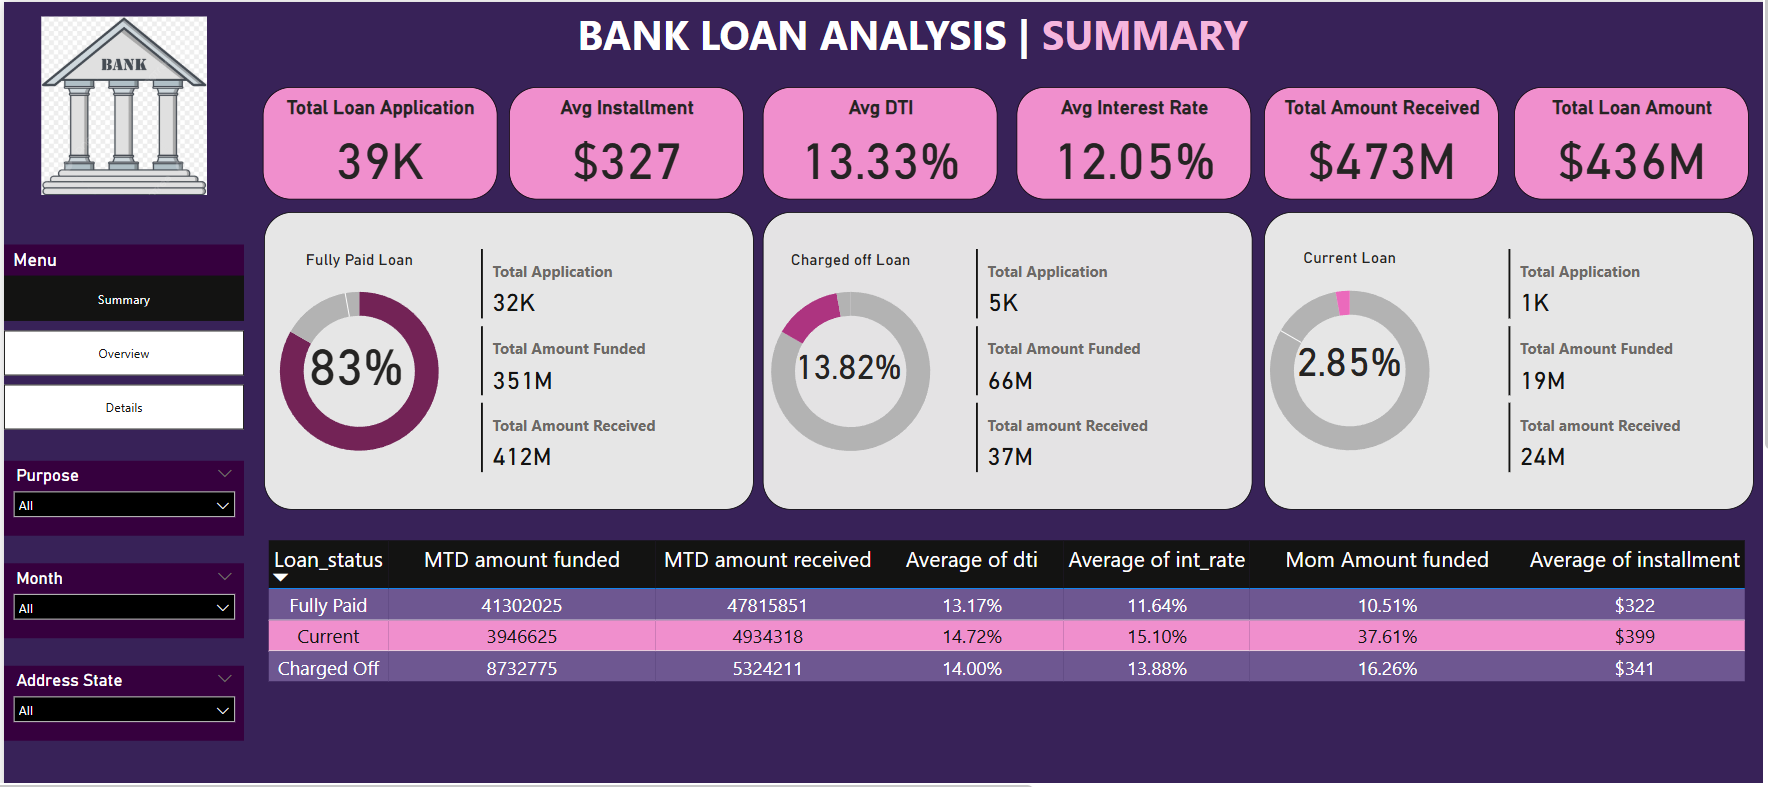 BANK LOAN ANALYSIS | SUMMARY
BANK
Total Loan Application
39K
Avg Installment
$327
Avg DTI
13.33%
Avg Interest Rate
12.05%
Total Amount Received
$473M
Total Loan Amount
$436M
Menu
Summary
Overview
Details
Purpose
All
Month
All
Address State
All
Fully Paid Loan
83%
Total Application
32K
Total Amount Funded
351M
Total Amount Received
412M
Charged off Loan
13.82%
Total Application
5K
Total Amount Funded
66M
Total amount Received
37M
Current Loan
2.85%
Total Application
1K
Total Amount Funded
19M
Total amount Received
24M
Loan_status MTD amount funded MTD amount received Average of dti Average of int_rate Mom Amount funded Average of installment
Fully Paid 41302025 47815851 13.17% 11.64% 10.51% $322
Current 3946625 4934318 14.72% 15.10% 37.61% $399
Charged Off 8732775 5324211 14.00% 13.88% 16.26% $341